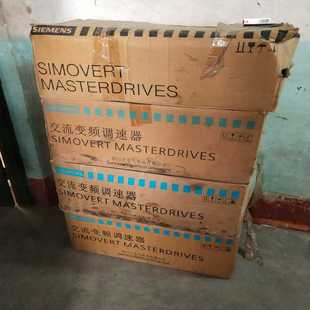 SIEMENS
SIMOVERT
MASTERDRIVES
交流变频调速器
SIMOVERT MASTERDRIVES
交流变频调速器
SIMOVERT MASTERDRIVES
交流变频调速器
SIMOVERT MASTERDRIVES